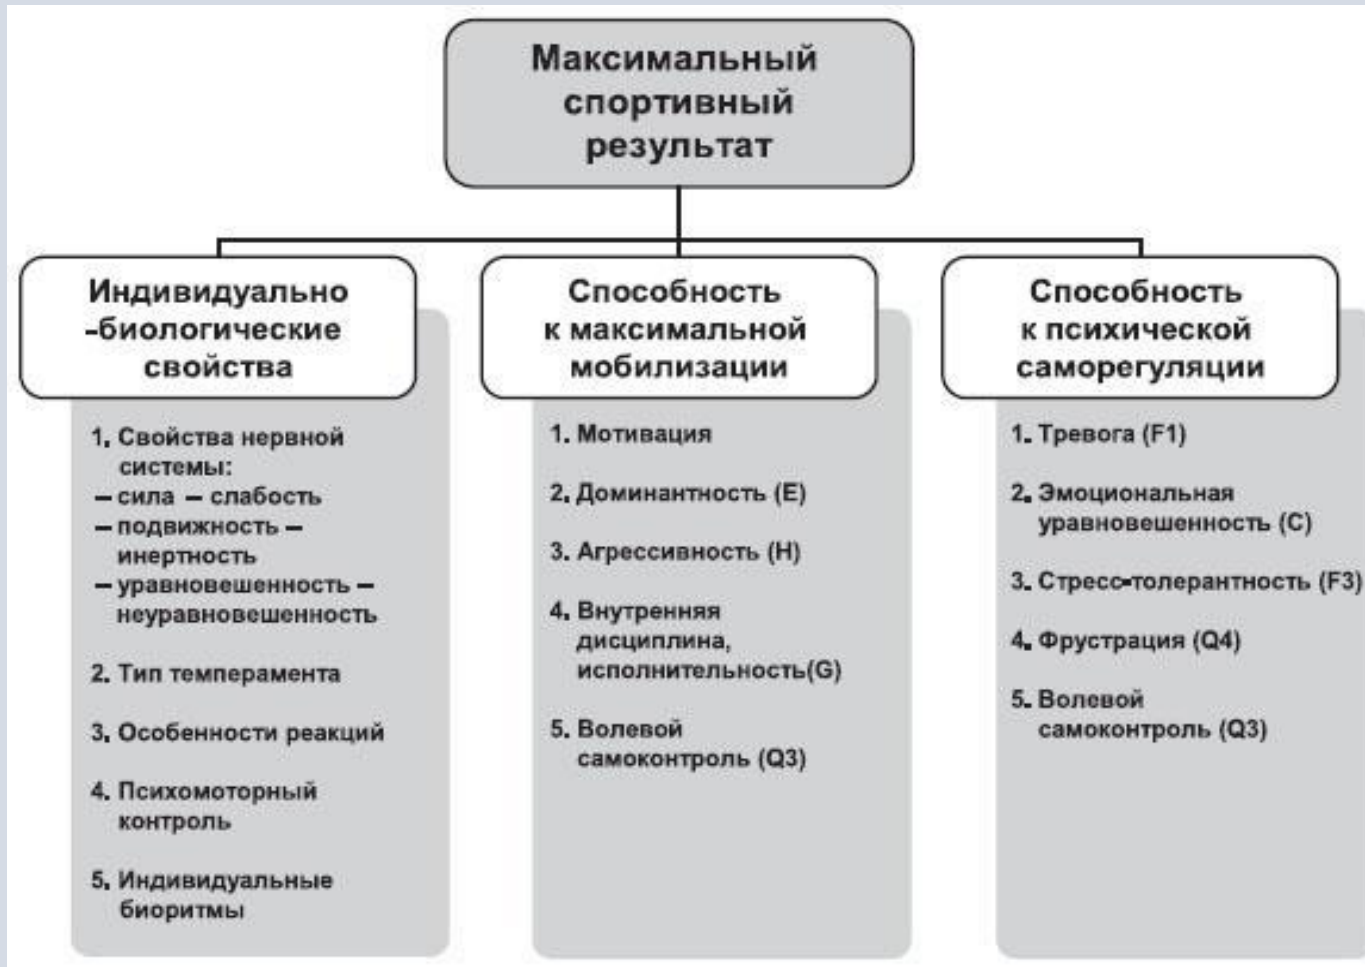 Максимальный
спортивный
результат
Индивидуально
-биологические
свойства
1. Свойства нервной
системы:
– сила – слабость
– подвижность –
инертность
– уравновешенность –
неуравновешенность
2. Тип темперамента
3. Особенности реакций
4. Психомоторный
контроль
5. Индивидуальные
биоритмы
Способность
к максимальной
мобилизации
1. Мотивация
2. Доминантность (E)
3. Агрессивность (H)
4. Внутренняя
дисциплина,
исполнительность(G)
5. Волевой
самоконтроль (Q3)
Способность
к психической
саморегуляции
1. Тревога (F1)
2. Эмоциональная
уравновешенность (C)
3. Стресс-толерантность (F3)
4. Фрустрация (Q4)
5. Волевой
самоконтроль (Q3)